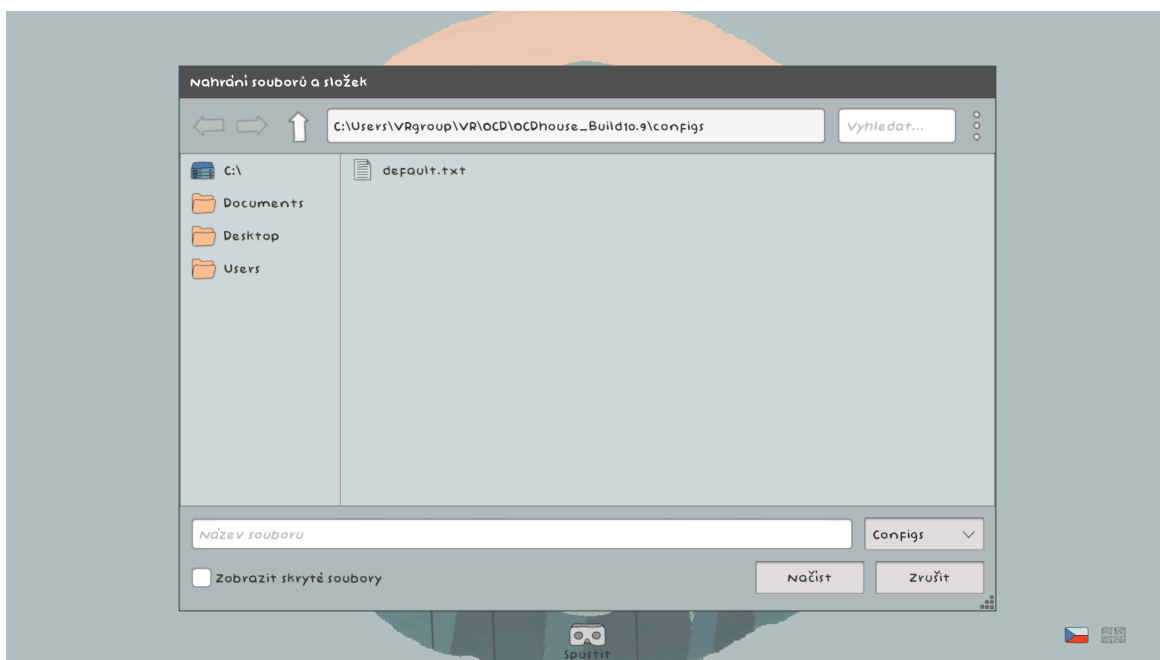 Nahrání souborů a složek
C:\Users\VRgroup\VR\OCD\OCDhouse_Build10.9\configs
Vyhledat...
C:\
default.txt
Documents
Desktop
Users
Název souboru
Configs
Zobrazit skryté soubory
Načíst
Zrušit
Spustit